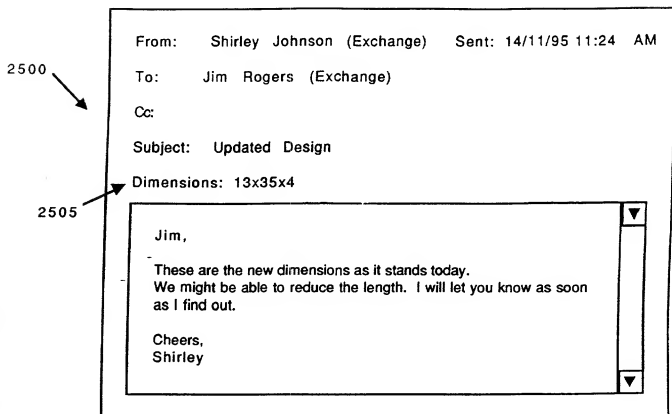 From: Shirley Johnson (Exchange) Sent: 14/11/95 11:24 AM
2500
To: Jim Rogers (Exchange)
Cc:
Subject: Updated Design
Dimensions: 13x35x4
2505
Jim,
These are the new dimensions as it stands today.
We might be able to reduce the length. I will let you know as soon
as I find out.
Cheers,
Shirley